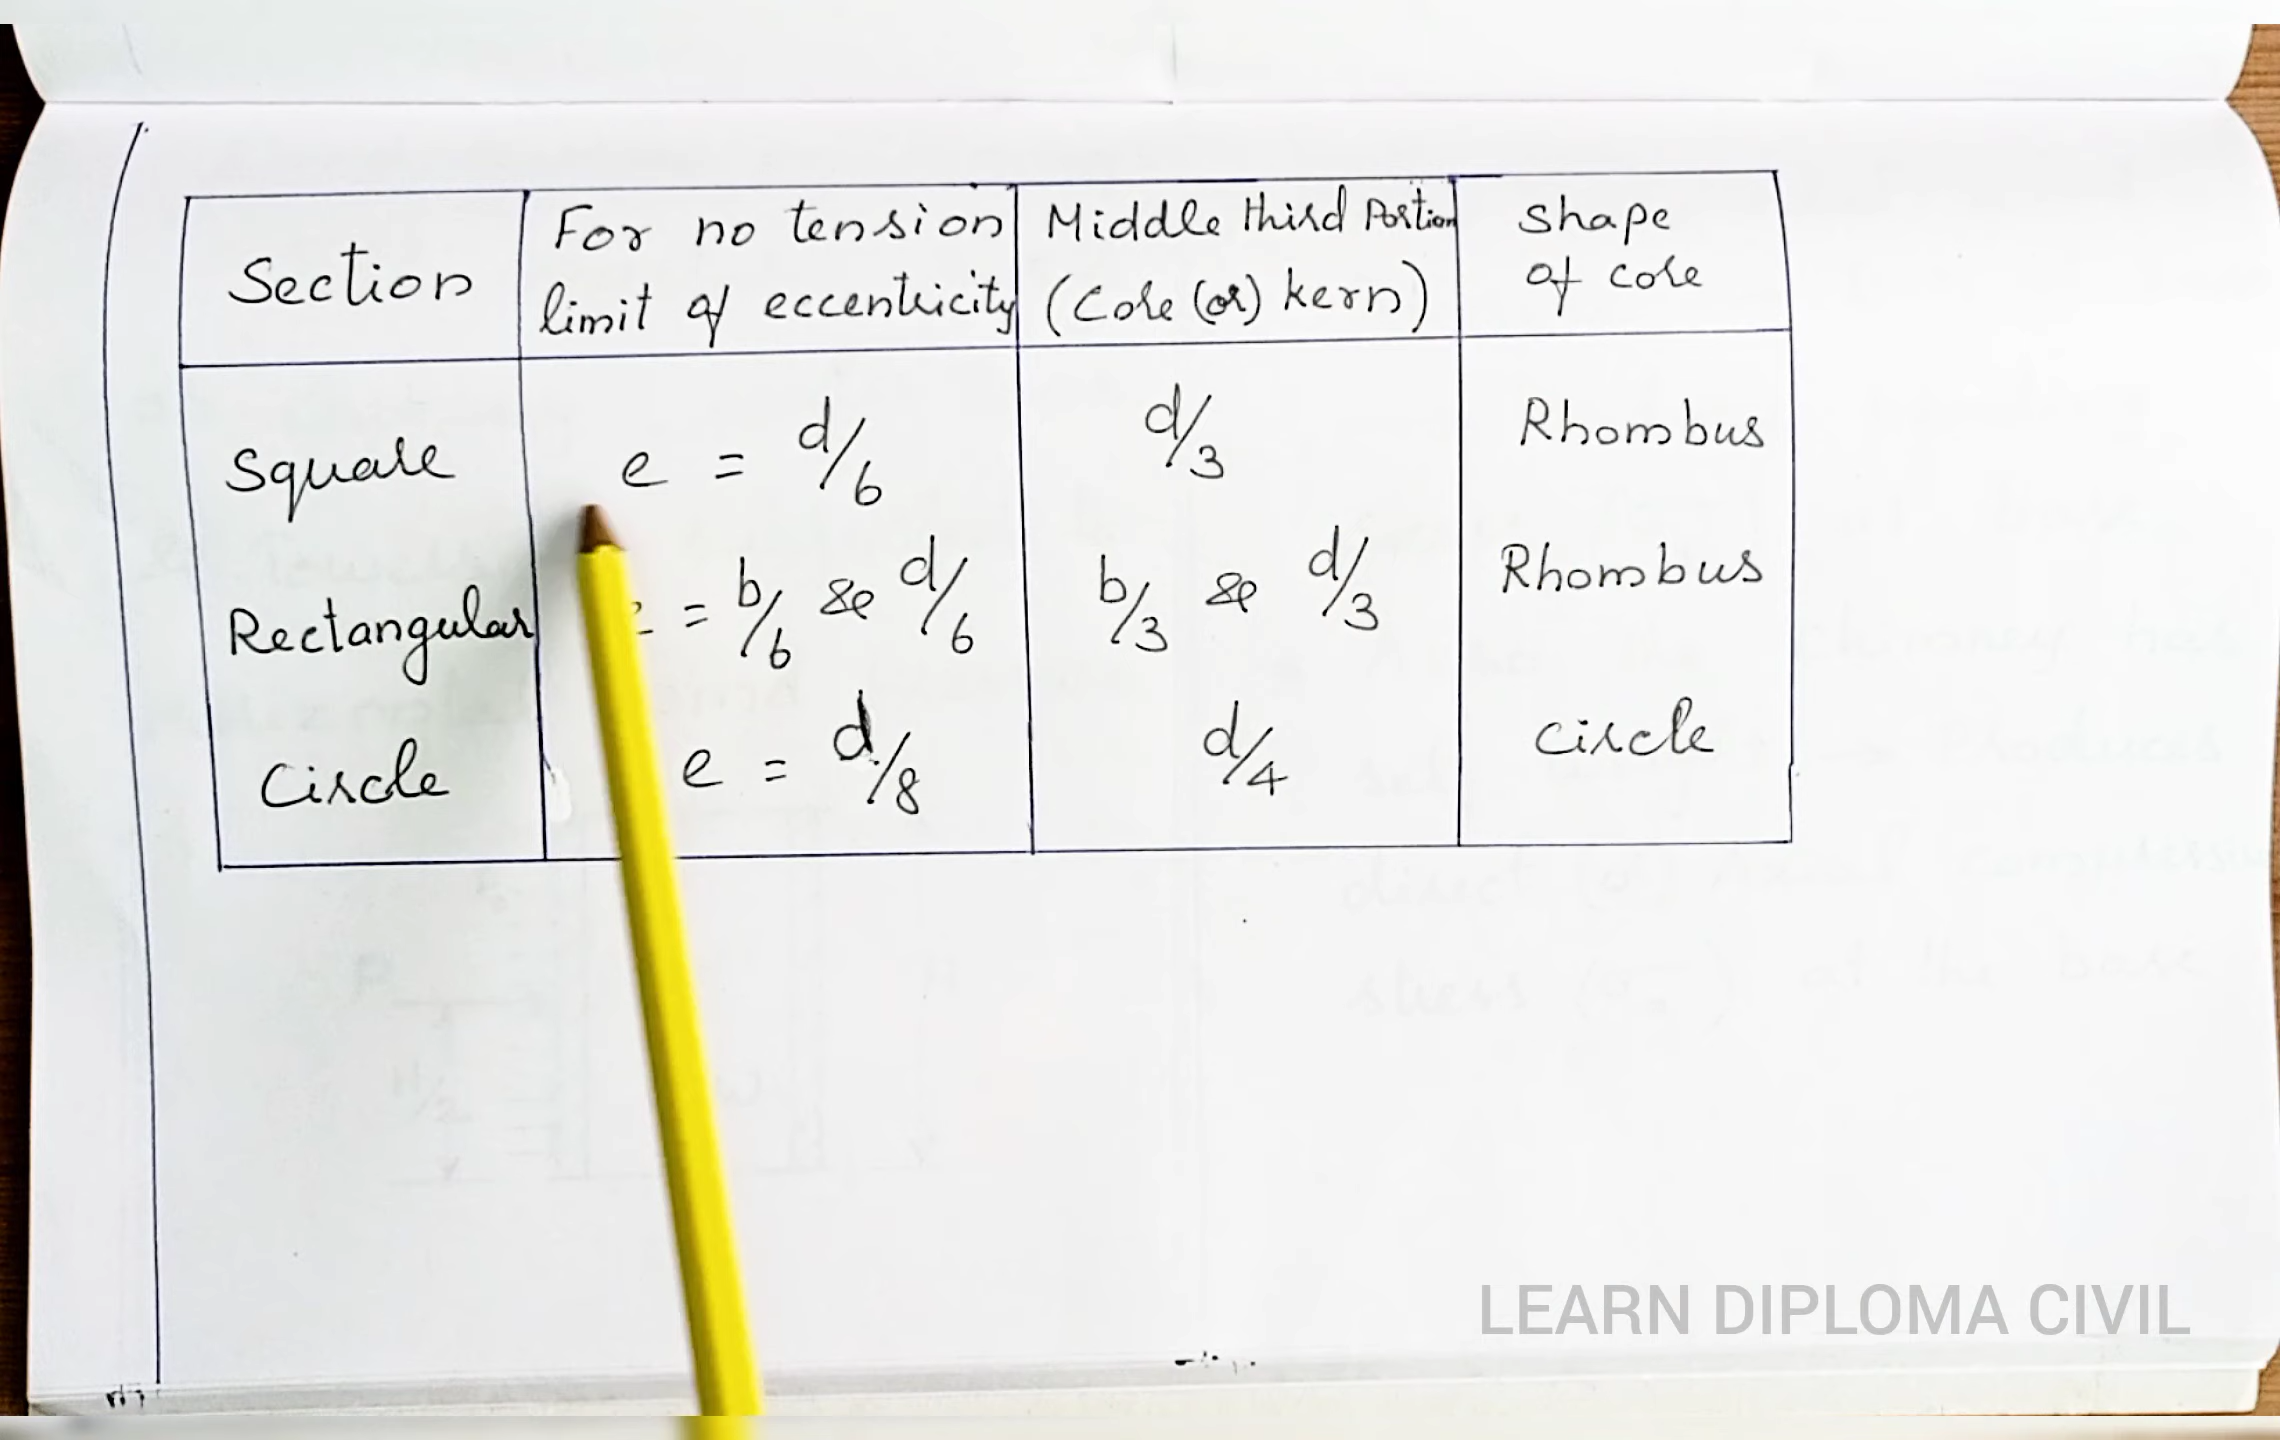 Section
For no tension
limit of eccentricity
Middle third Portion
(Core (or) kern)
Shape
of core
Square
e = d/6
d/3
Rhombus
Rectangular
= b/6 & d/6
b/3 & d/3
Rhombus
Circle
e = d/8
d/4
circle
LEARN DIPLOMA CIVIL